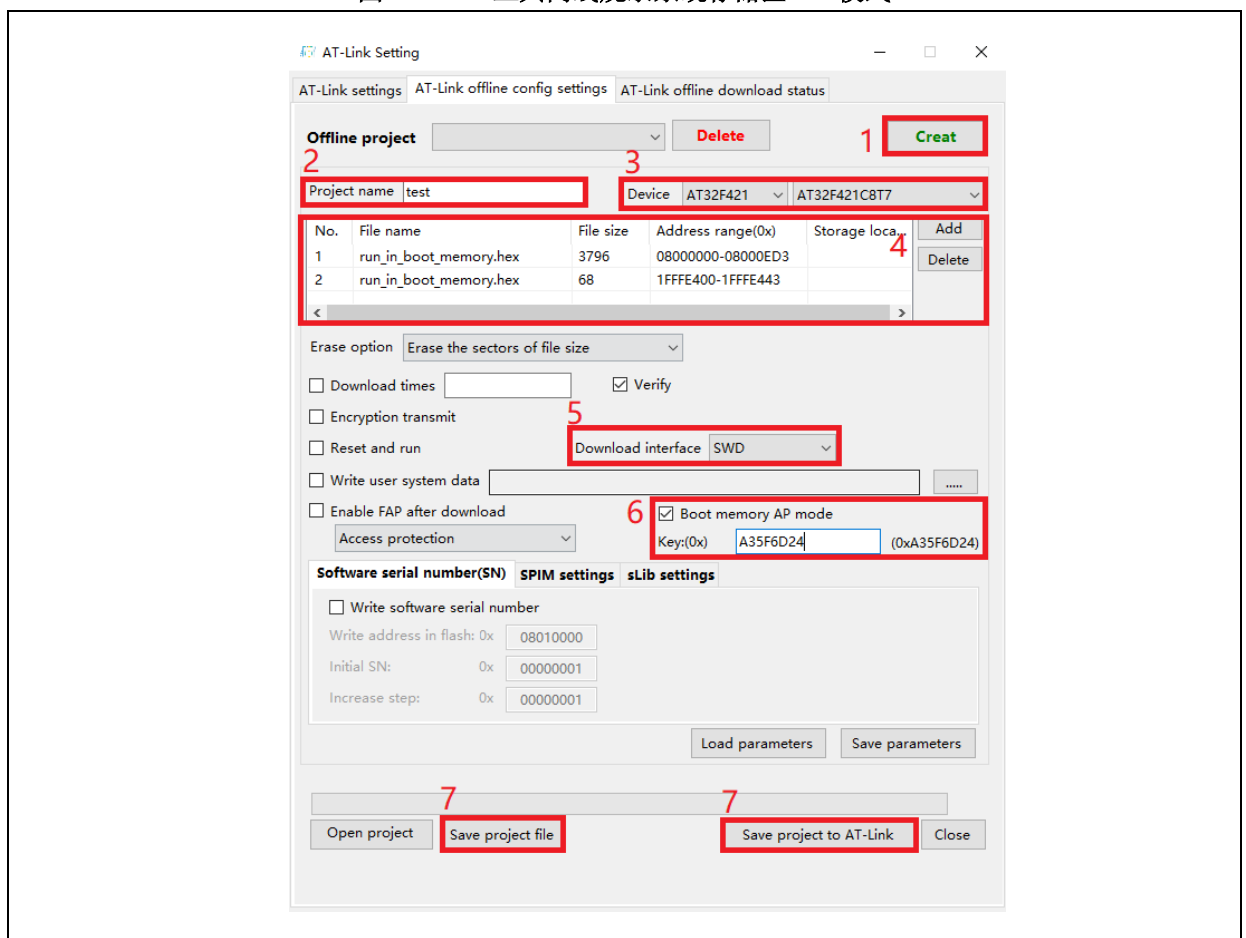 AT-Link Setting
AT-Link settings AT-Link offline config settings AT-Link offline download status
Offline project Delete 1 Creat
2 3
Project name test Device AT32F421 AT32F421C8T7
No. File name File size Address range(0x) Storage loca... Add
1 run_in_boot_memory.hex 3796 08000000-08000ED3 4 Delete
2 run_in_boot_memory.hex 68 1FFFE400-1FFFE443
Erase option Erase the sectors of file size
Download times Verify
Encryption transmit 5
Reset and run Download interface SWD
Write user system data .....
Enable FAP after download 6 Boot memory AP mode
Access protection Key:(0x) A35F6D24 (0xA35F6D24)
Software serial number(SN) SPIM settings sLib settings
Write software serial number
Write address in flash: 0x 08010000
Initial SN: 0x 00000001
Increase step: 0x 00000001
Load parameters Save parameters
7 7
Open project Save project file Save project to AT-Link Close